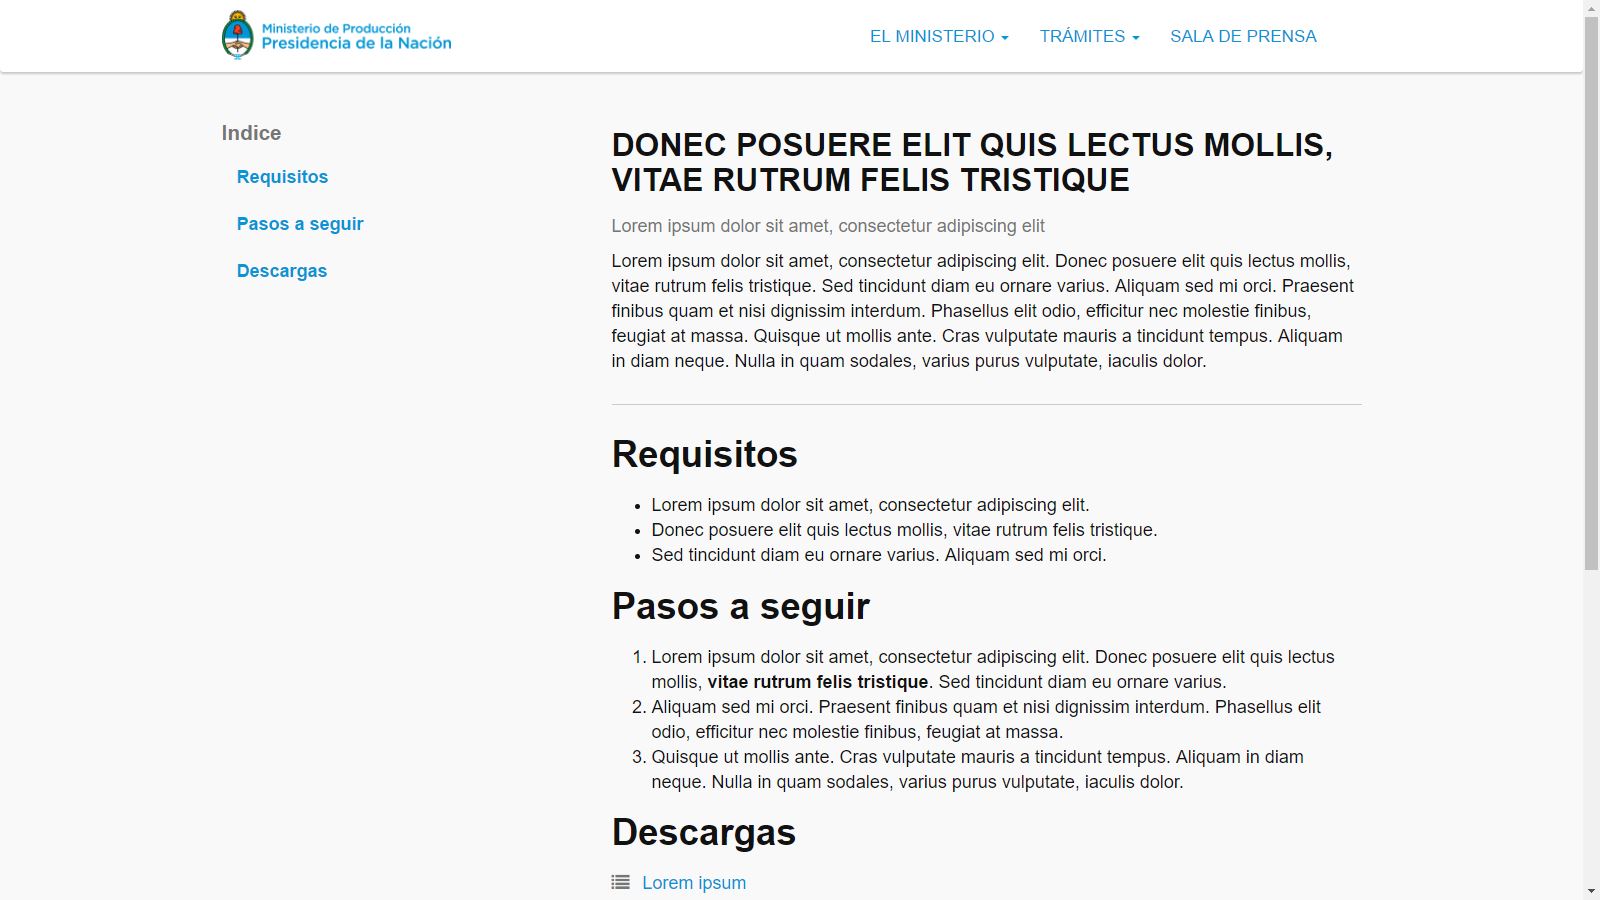 Ministerio de Producción
Presidencia de la Nación
EL MINISTERIO
TRÁMITES
SALA DE PRENSA
Indice
Requisitos
Pasos a seguir
Descargas
DONEC POSUERE ELIT QUIS LECTUS MOLLIS,
VITAE RUTRUM FELIS TRISTIQUE
Lorem ipsum dolor sit amet, consectetur adipiscing elit
Lorem ipsum dolor sit amet, consectetur adipiscing elit. Donec posuere elit quis lectus mollis,
vitae rutrum felis tristique. Sed tincidunt diam eu ornare varius. Aliquam sed mi orci. Praesent
finibus quam et nisi dignissim interdum. Phasellus elit odio, efficitur nec molestie finibus,
feugiat at massa. Quisque ut mollis ante. Cras vulputate mauris a tincidunt tempus. Aliquam
in diam neque. Nulla in quam sodales, varius purus vulputate, iaculis dolor.
Requisitos
• Lorem ipsum dolor sit amet, consectetur adipiscing elit.
• Donec posuere elit quis lectus mollis, vitae rutrum felis tristique.
• Sed tincidunt diam eu ornare varius. Aliquam sed mi orci.
Pasos a seguir
1. Lorem ipsum dolor sit amet, consectetur adipiscing elit. Donec posuere elit quis lectus
mollis, vitae rutrum felis tristique. Sed tincidunt diam eu ornare varius.
2. Aliquam sed mi orci. Praesent finibus quam et nisi dignissim interdum. Phasellus elit
odio, efficitur nec molestie finibus, feugiat at massa.
3. Quisque ut mollis ante. Cras vulputate mauris a tincidunt tempus. Aliquam in diam
neque. Nulla in quam sodales, varius purus vulputate, iaculis dolor.
Descargas
Lorem ipsum